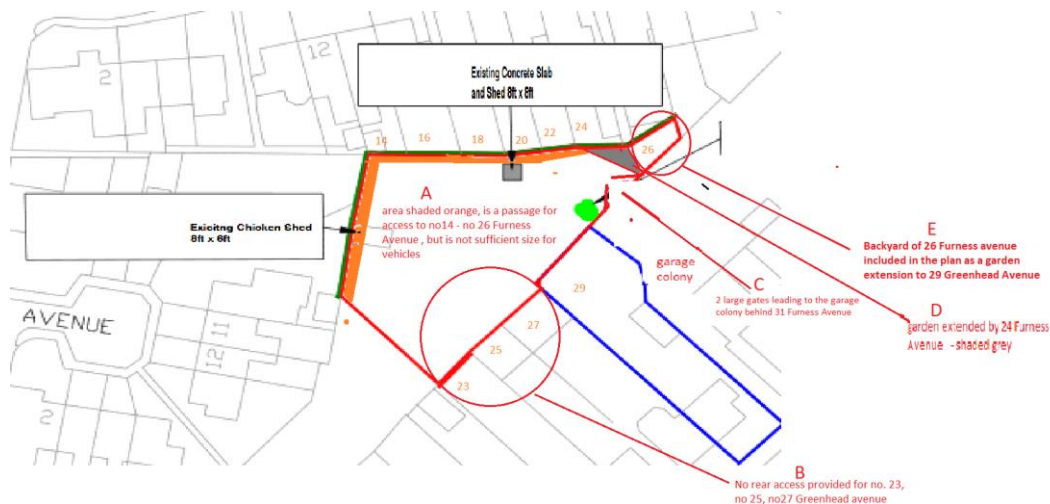 2
12
Existing Concrete Slab
and Shed 8ft x 8ft
14
16
18
20
22
24
26
A
area shaded orange, is a passage for
access to no14 - no 26 Furness
Avenue , but is not sufficient size for
vehicles
Exicitng Chioken Shed
8ft x 6ft
E
Backyard of 26 Furness avenue
included in the plan as a garden
extension to 29 Greenhead Avenue
garage
colony
C
2 large gates leading to the garage
colony behind 31 Furness Avenue
D
garden extended by 24 Furness
Avenue - shaded grey
29
27
25
23
AVENUE
11
12
2
B
No rear access provided for no. 23,
no 25, no27 Greenhead avenue